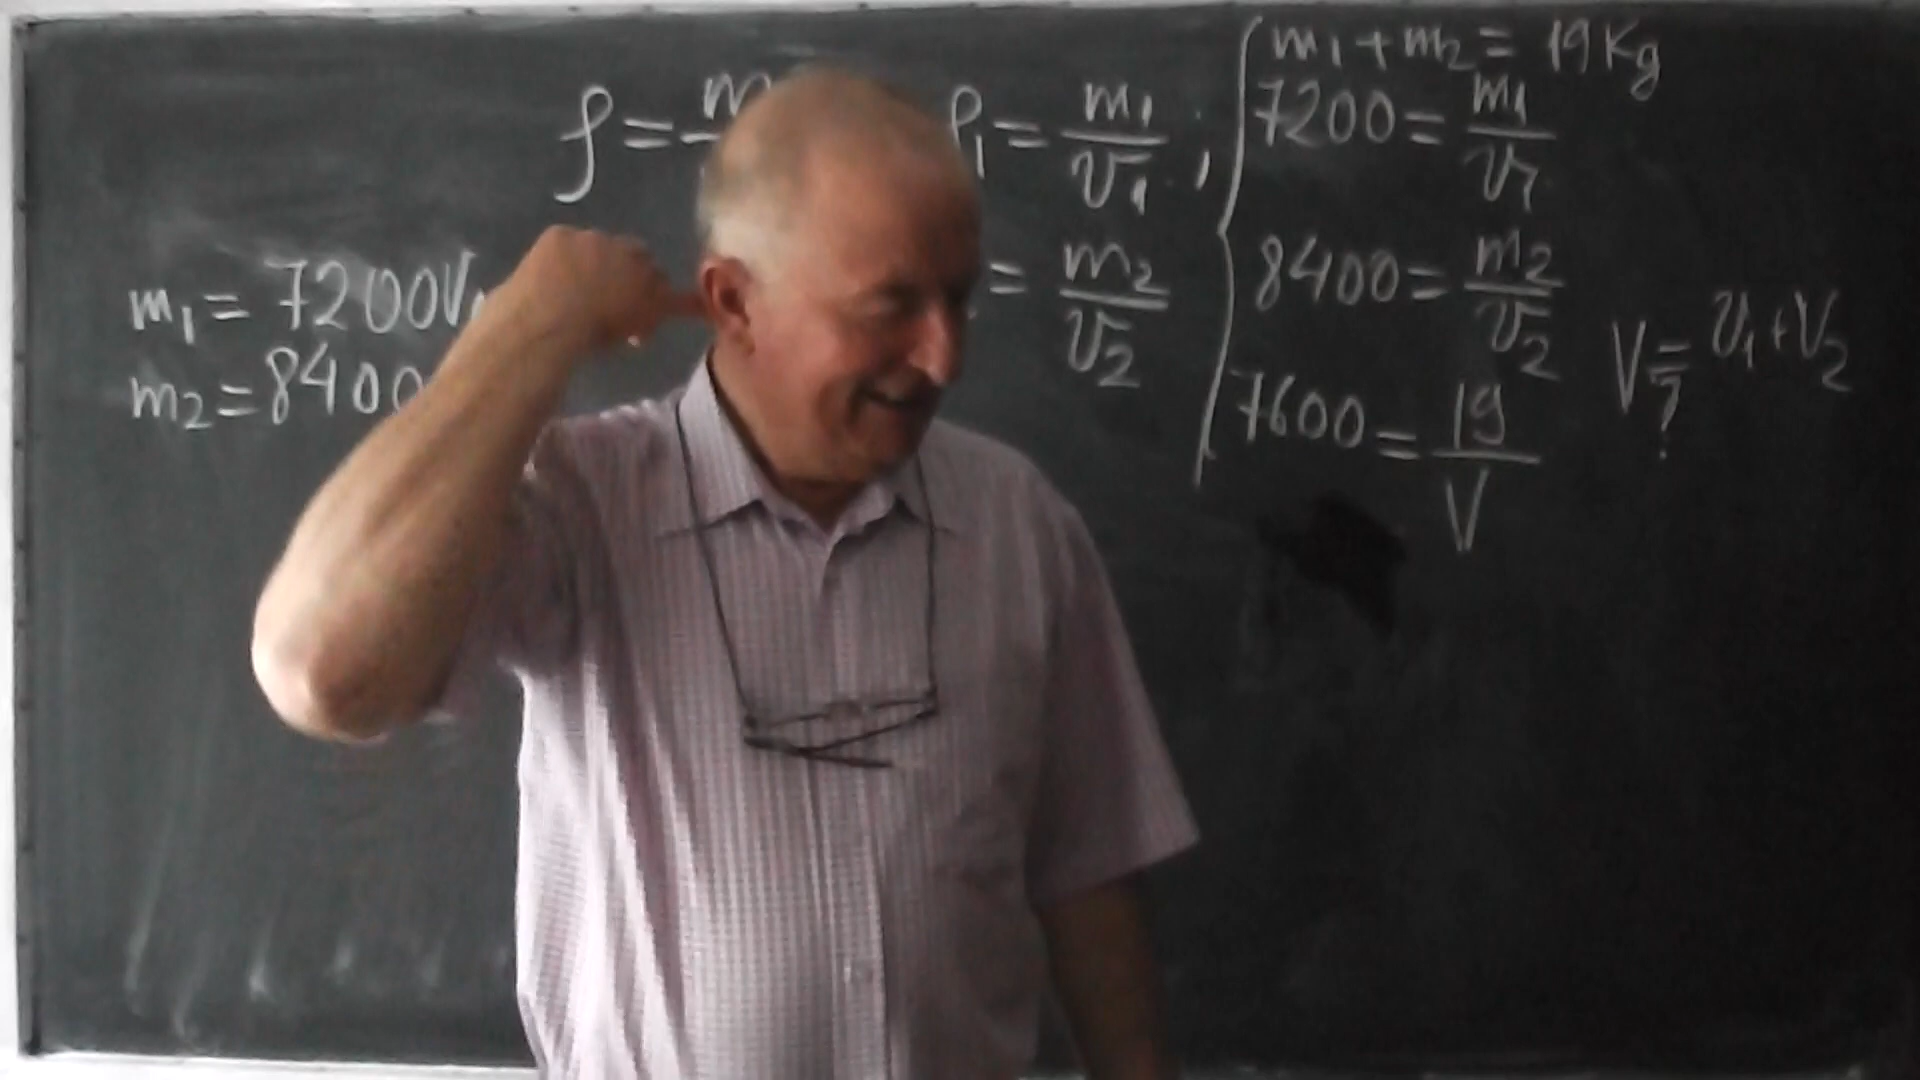 m₁ + m₂ = 19 Kg
ρ = m
ρ₁ = m₁/V₁ ;
7200 = m₁/V₁
m₁ = 7200V
= m₂/V₂
8400 = m₂/V₂
V = V₁ + V₂
?
m₂ = 8400
7600 = 19/V